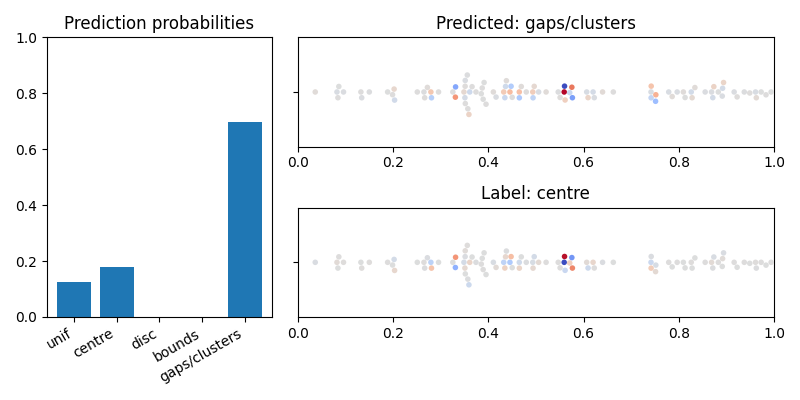 Prediction probabilities
1.0
0.8
0.6
0.4
0.2
0.0
unif
centre
disc
bounds
gaps/clusters
Predicted: gaps/clusters
0.0 0.2 0.4 0.6 0.8 1.0
Label: centre
0.0 0.2 0.4 0.6 0.8 1.0